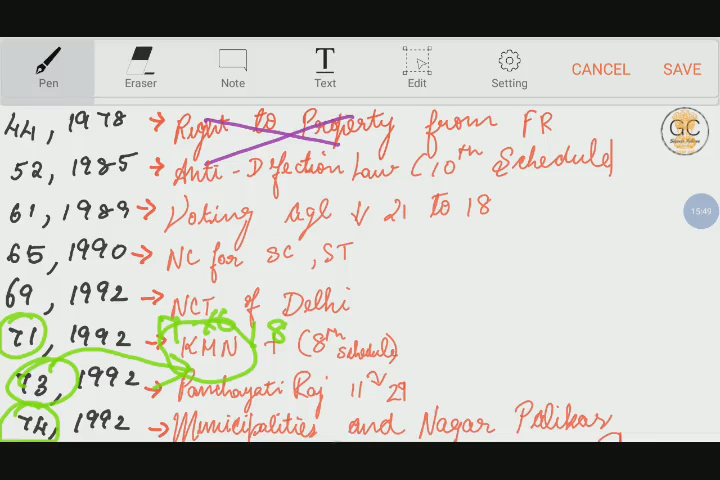 Pen Eraser Note Text Edit Setting CANCEL SAVE
44, 1978 → Right to Property from FR
GC
52, 1985 → Anti-Defection Law (10th Schedule)
61, 1989 → Voting age ↓ 21 to 18
15:49
65, 1990 → NC for SC, ST
69, 1992 → NCT of Delhi
71, 1992 → KMN + (8th Schedule)
73, 1992 → Panchayati Raj 11 29
74, 1992 → Municipalities and Nagar Palikas